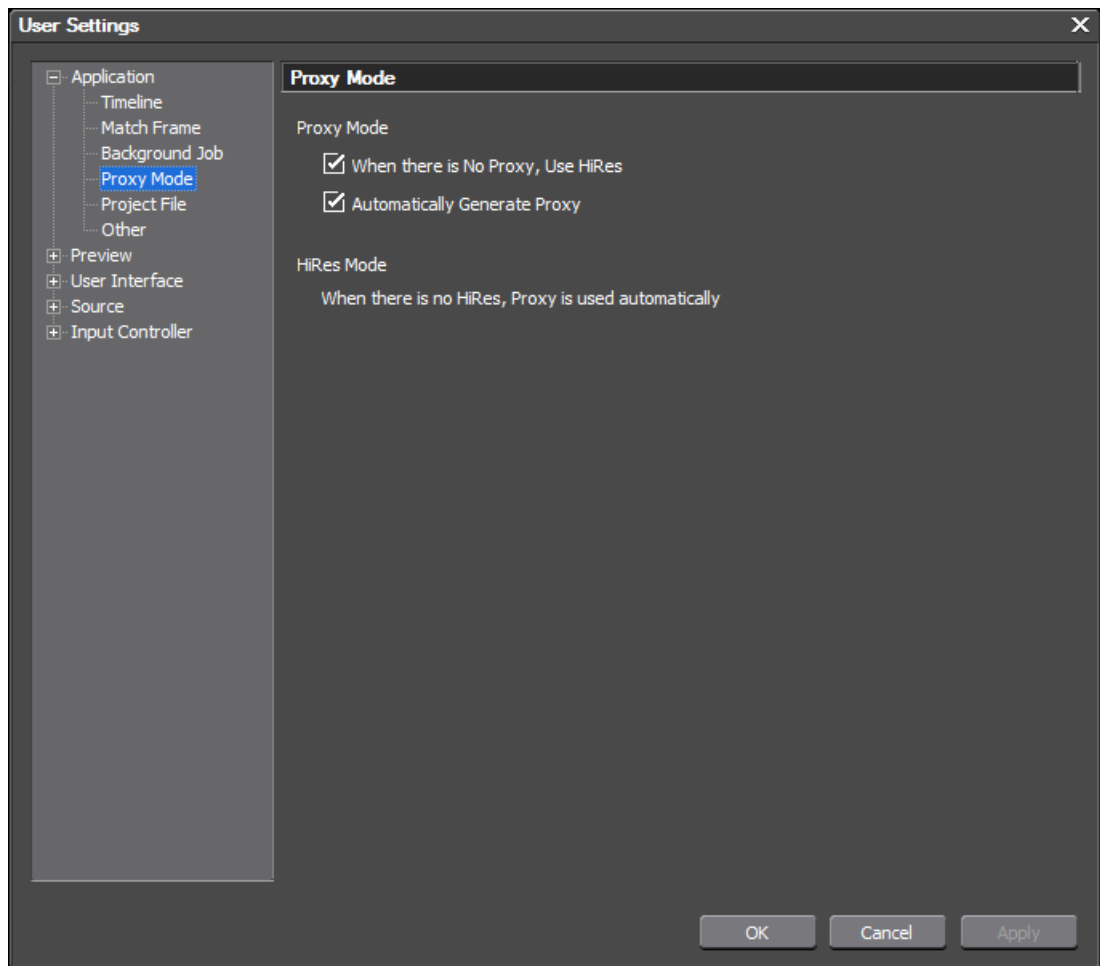 User Settings
Application
Timeline
Match Frame
Background Job
Proxy Mode
Project File
Other
Preview
User Interface
Source
Input Controller
Proxy Mode
Proxy Mode
When there is No Proxy, Use HiRes
Automatically Generate Proxy
HiRes Mode
When there is no HiRes, Proxy is used automatically
OK
Cancel
Apply